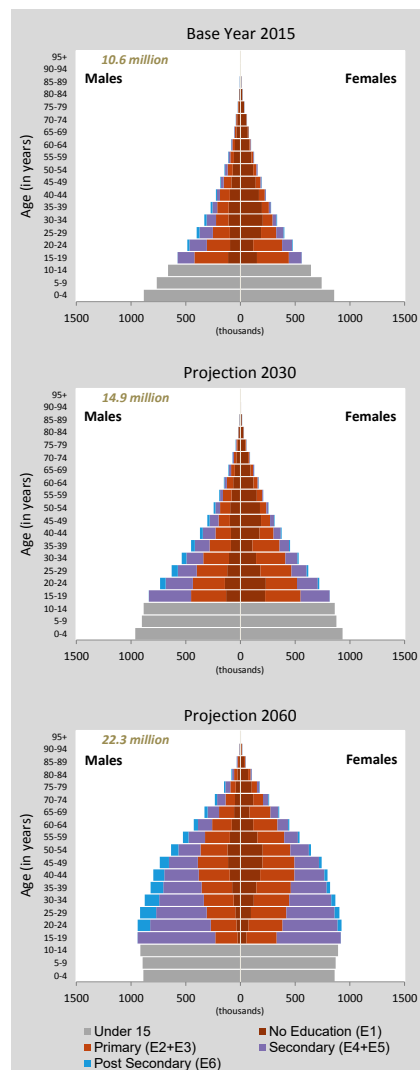 Base Year 2015
10.6 million
Males
Females
Age (in years)
95+
90-94
85-89
80-84
75-79
70-74
65-69
60-64
55-59
50-54
45-49
40-44
35-39
30-34
25-29
20-24
15-19
10-14
5-9
0-4
1500 1000 500 0 500 1000 1500
(thousands)
Projection 2030
14.9 million
Males
Females
Age (in years)
95+
90-94
85-89
80-84
75-79
70-74
65-69
60-64
55-59
50-54
45-49
40-44
35-39
30-34
25-29
20-24
15-19
10-14
5-9
0-4
1500 1000 500 0 500 1000 1500
(thousands)
Projection 2060
22.3 million
Males
Females
Age (in years)
95+
90-94
85-89
80-84
75-79
70-74
65-69
60-64
55-59
50-54
45-49
40-44
35-39
30-34
25-29
20-24
15-19
10-14
5-9
0-4
1500 1000 500 0 500 1000 1500
(thousands)
Under 15 No Education (E1)
Primary (E2+E3) Secondary (E4+E5)
Post Secondary (E6)